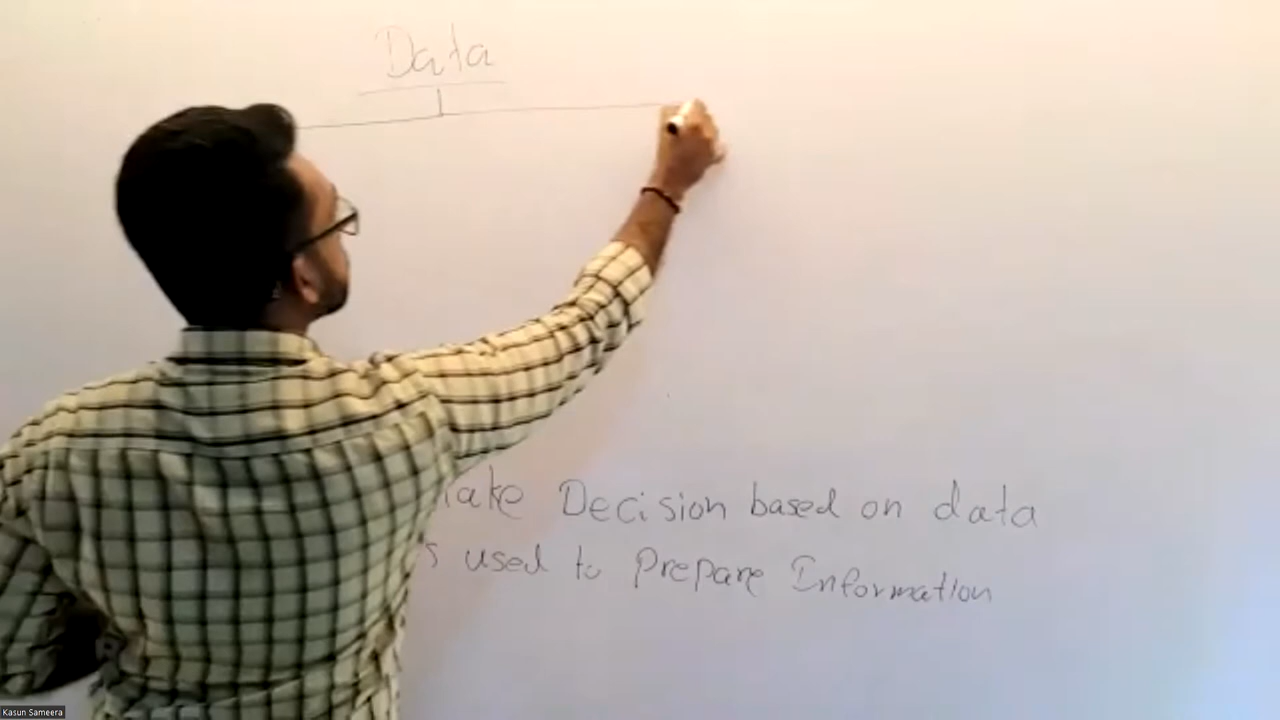 Data
ake Decision based on data
s used to Prepare Information
Kasun Sameera